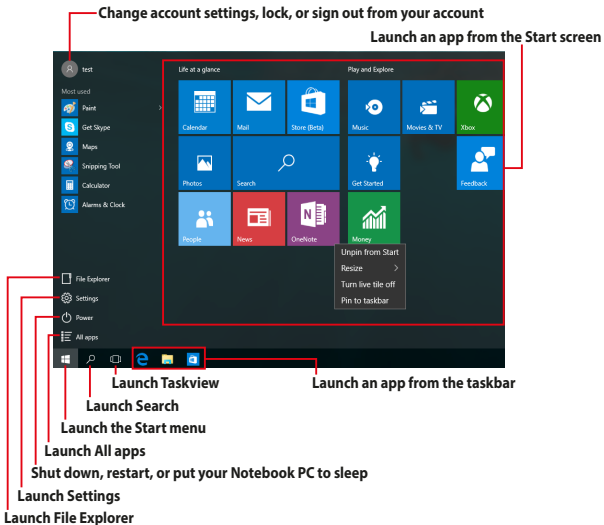 Change account settings, lock, or sign out from your account
Launch an app from the Start screen
test
Life at a glance
Play and Explore
Most used
Paint
Get Skype
Maps
Snipping Tool
Calculator
Alarms & Clock
Calendar
Mail
Store (Beta)
Music
Movies & TV
Xbox
Photos
Search
Get Started
Feedback
People
News
N
OneNote
Money
Unpin from Start
Resize
Turn live tile off
Pin to taskbar
File Explorer
Settings
Power
All apps
Launch Taskview
Launch an app from the taskbar
Launch Search
Launch the Start menu
Launch All apps
Shut down, restart, or put your Notebook PC to sleep
Launch Settings
Launch File Explorer